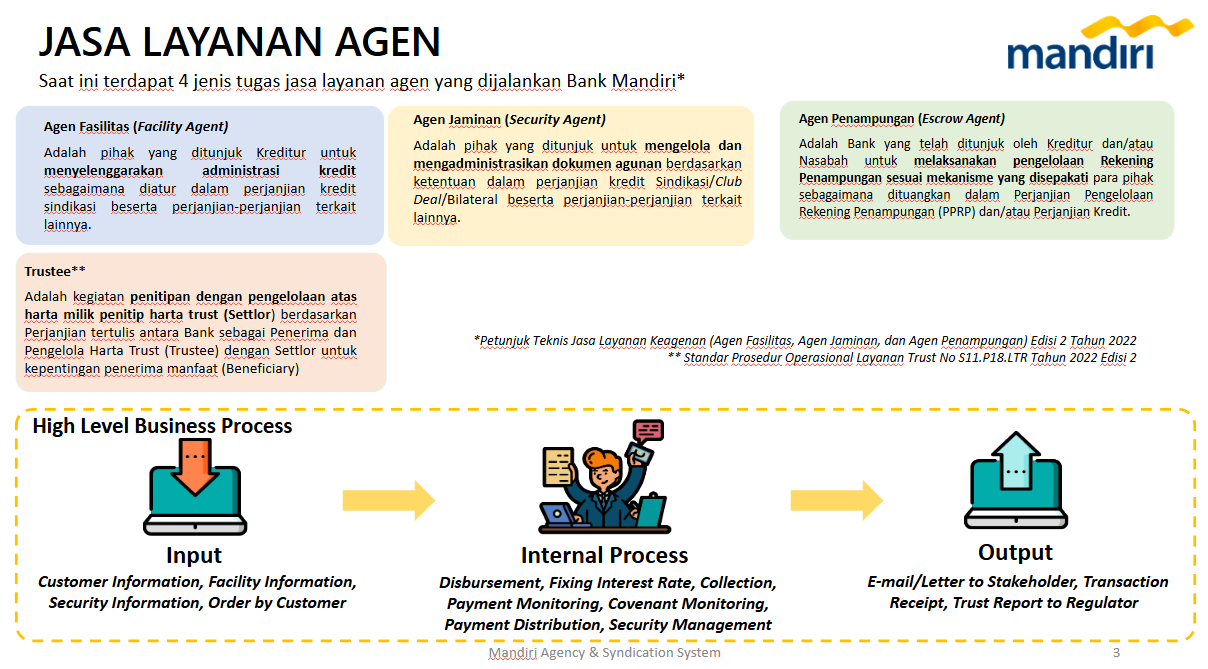 JASA LAYANAN AGEN
mandiri
Saat ini terdapat 4 jenis tugas jasa layanan agen yang dijalankan Bank Mandiri*
Agen Fasilitas (Facility Agent)
Adalah pihak yang ditunjuk Kreditur untuk
menyelenggarakan administrasi kredit
sebagaimana diatur dalam perjanjian kredit
sindikasi beserta perjanjian-perjanjian terkait
lainnya.
Agen Jaminan (Security Agent)
Adalah pihak yang ditunjuk untuk mengelola dan
mengadministrasikan dokumen agunan berdasarkan
ketentuan dalam perjanjian kredit Sindikasi/Club
Deal/Bilateral beserta perjanjian-perjanjian terkait
lainnya.
Agen Penampungan (Escrow Agent)
Adalah Bank yang telah ditunjuk oleh Kreditur dan/atau
Nasabah untuk melaksanakan pengelolaan Rekening
Penampungan sesuai mekanisme yang disepakati para pihak
sebagaimana dituangkan dalam Perjanjian Pengelolaan
Rekening Penampungan (PPRP) dan/atau Perjanjian Kredit.
Trustee**
Adalah kegiatan penitipan dengan pengelolaan atas
harta milik penitip harta trust (Settlor) berdasarkan
Perjanjian tertulis antara Bank sebagai Penerima dan
Pengelola Harta Trust (Trustee) dengan Settlor untuk
kepentingan penerima manfaat (Beneficiary)
*Petunjuk Teknis Jasa Layanan Keagenan (Agen Fasilitas, Agen Jaminan, dan Agen Penampungan) Edisi 2 Tahun 2022
** Standar Prosedur Operasional Layanan Trust No S11.P18.LTR Tahun 2022 Edisi 2
High Level Business Process
Input
Customer Information, Facility Information,
Security Information, Order by Customer
Internal Process
Disbursement, Fixing Interest Rate, Collection,
Payment Monitoring, Covenant Monitoring,
Payment Distribution, Security Management
Output
E-mail/Letter to Stakeholder, Transaction
Receipt, Trust Report to Regulator
Mandiri Agency & Syndication System
3